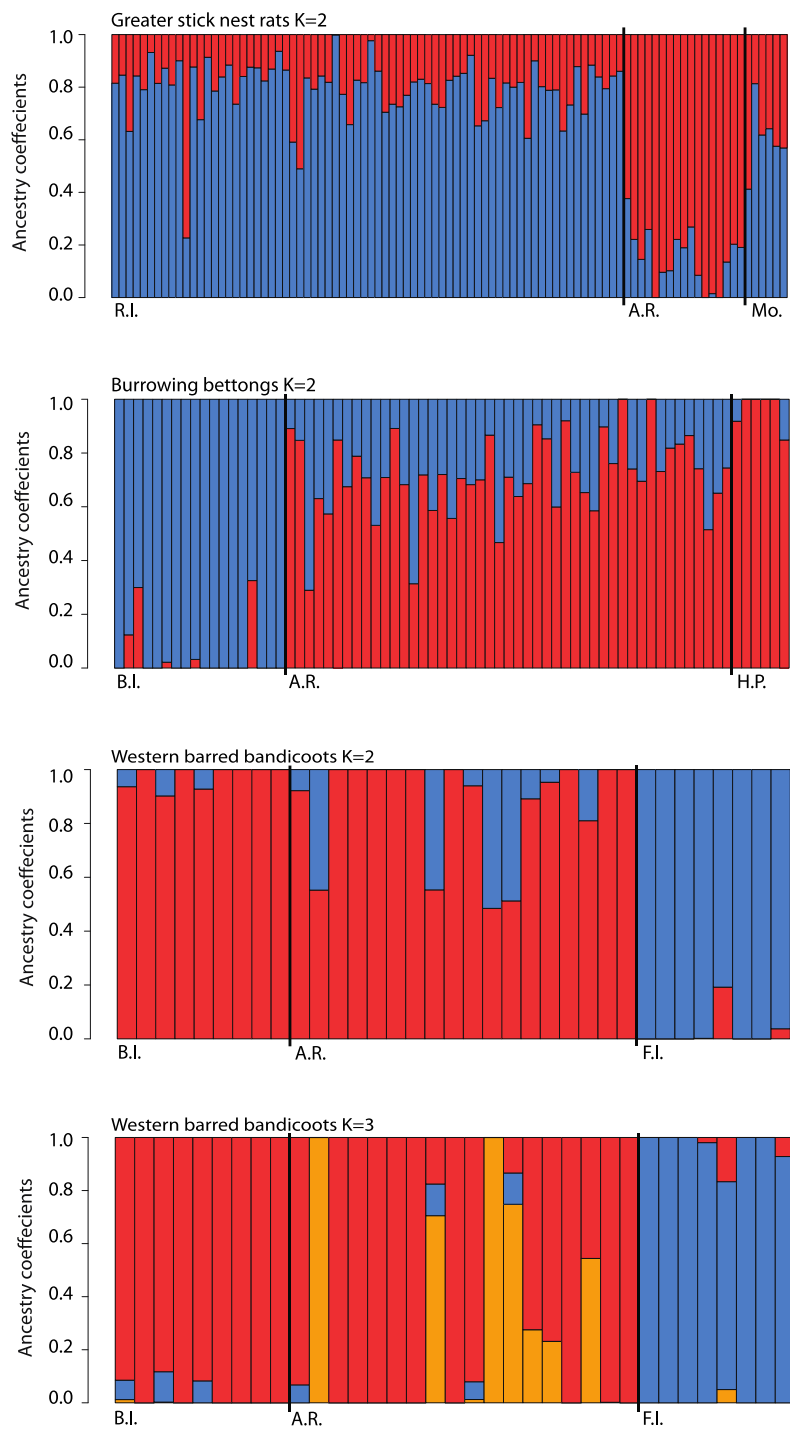 Greater stick nest rats K=2
1.0
0.8
0.6
0.4
0.2
0.0
Ancestry coeffecients
R.I. A.R. Mo.
Burrowing bettongs K=2
1.0
0.8
0.6
0.4
0.2
0.0
Ancestry coeffecients
B.I. A.R. H.P.
Western barred bandicoots K=2
1.0
0.8
0.6
0.4
0.2
0.0
Ancestry coeffecients
B.I. A.R. F.I.
Western barred bandicoots K=3
1.0
0.8
0.6
0.4
0.2
0.0
Ancestry coeffecients
B.I. A.R. F.I.